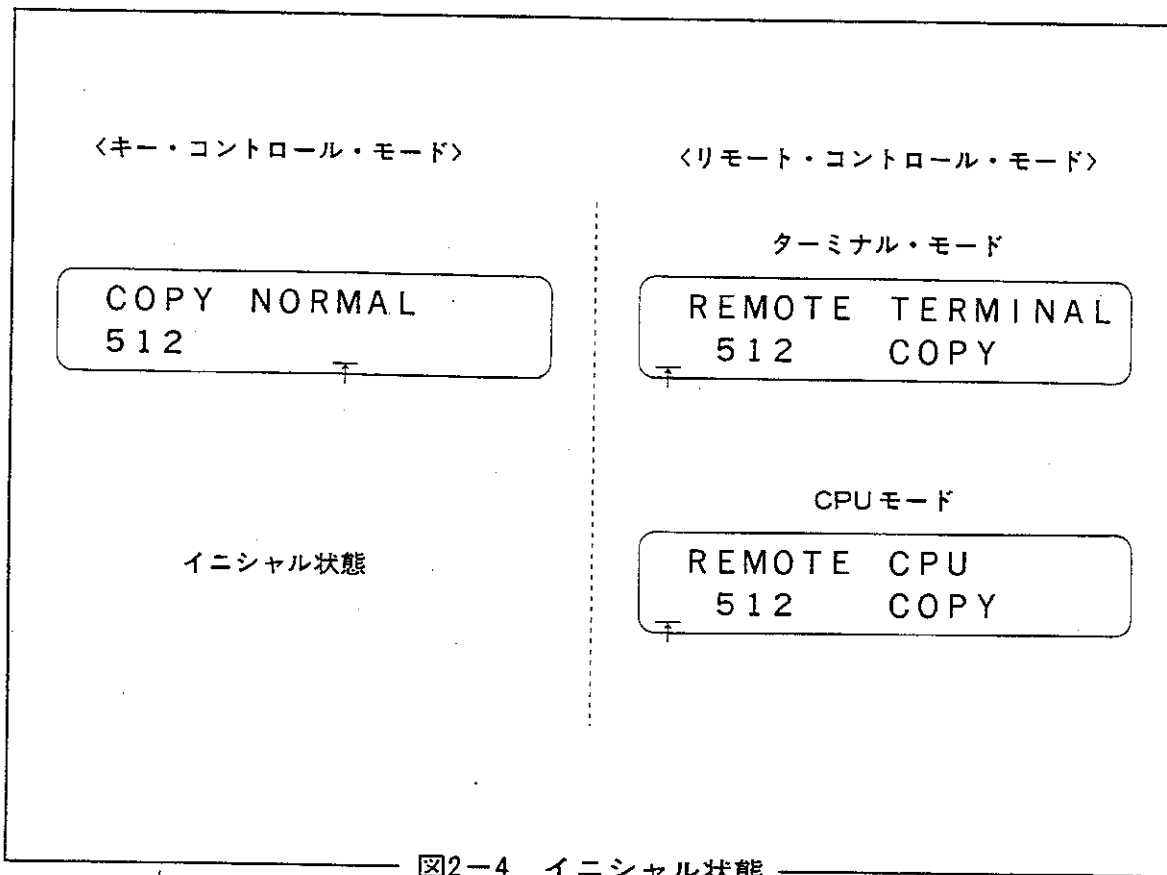 〈キー・コントロール・モード〉
COPY NORMAL
512
イニシャル状態
〈リモート・コントロール・モード〉
ターミナル・モード
REMOTE TERMINAL
512 COPY
CPUモード
REMOTE CPU
512 COPY
図2-4 イニシャル状態